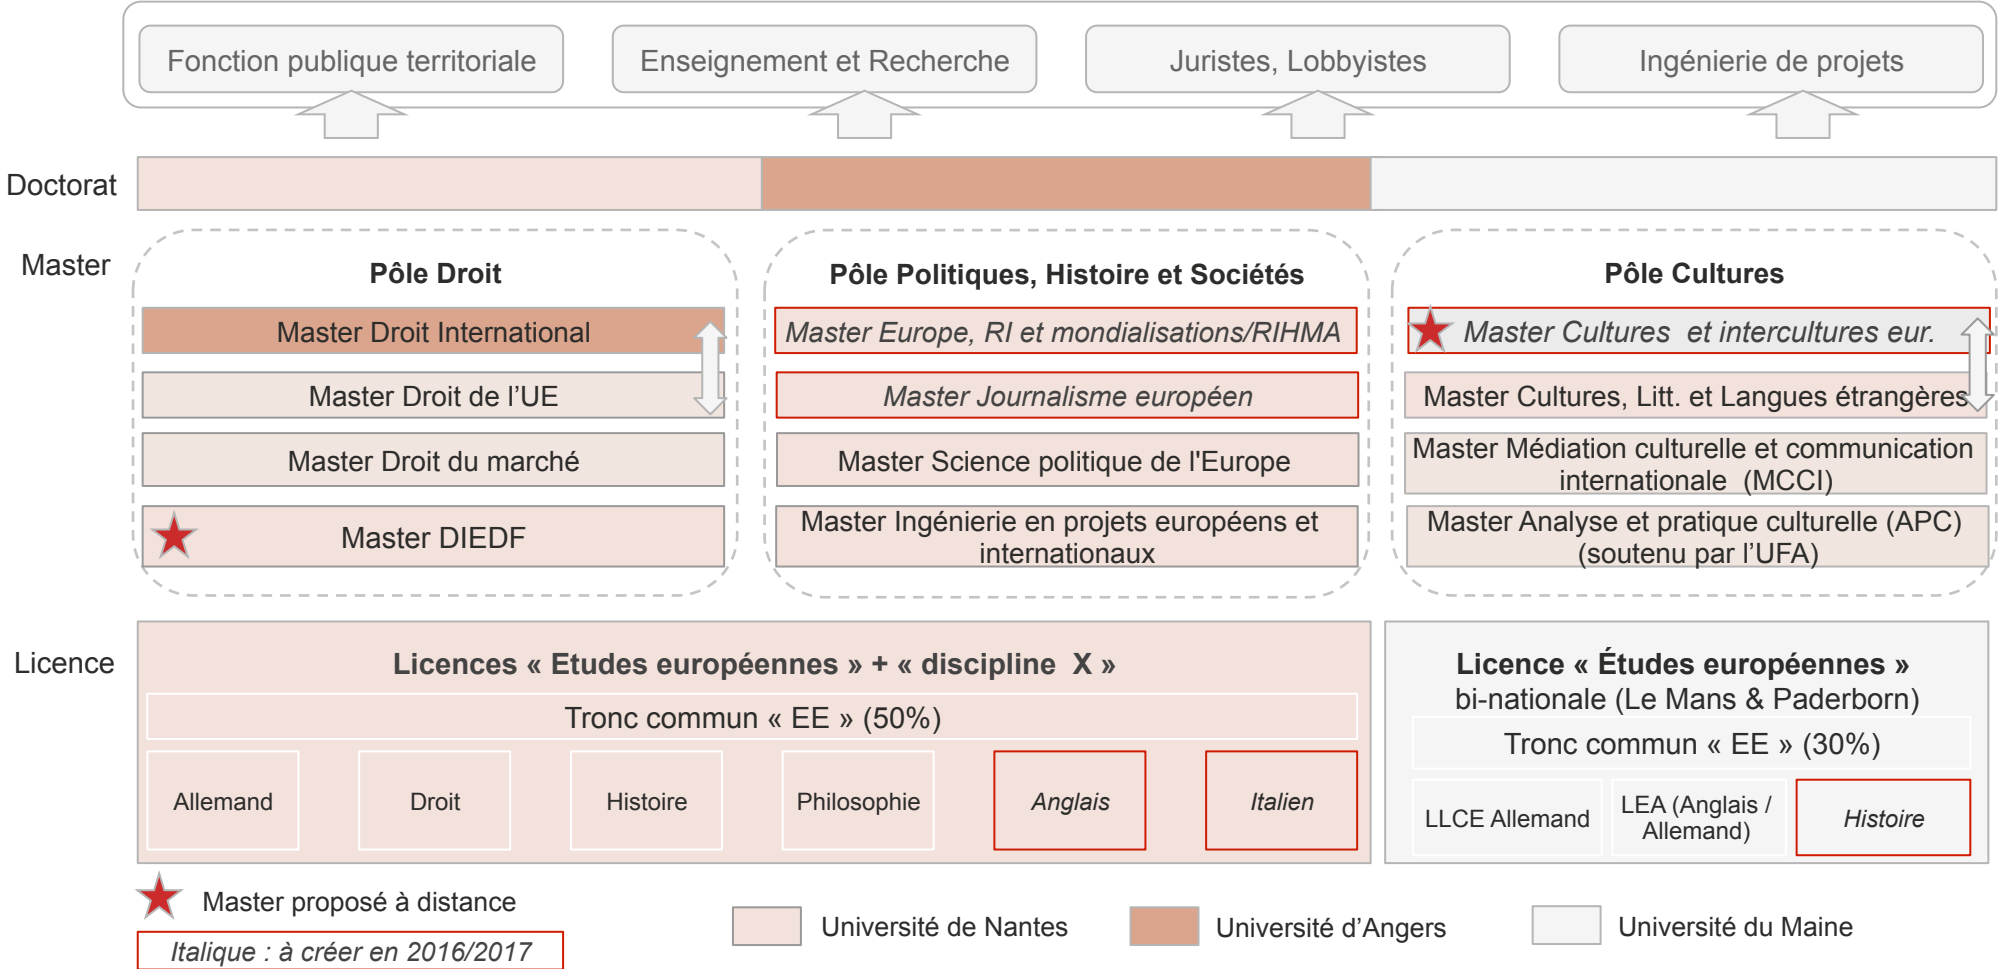 Fonction publique territoriale
Enseignement et Recherche
Juristes, Lobbyistes
Ingénierie de projets
Doctorat
Master
Pôle Droit
Master Droit International
Master Droit de l’UE
Master Droit du marché
Master DIEDF
Pôle Politiques, Histoire et Sociétés
Master Europe, RI et mondialisations/RIHMA
Master Journalisme européen
Master Science politique de l'Europe
Master Ingénierie en projets européens et
internationaux
Pôle Cultures
Master Cultures et intercultures eur.
Master Cultures, Litt. et Langues étrangères
Master Médiation culturelle et communication
internationale (MCCI)
Master Analyse et pratique culturelle (APC)
(soutenu par l’UFA)
Licence
Licences « Etudes européennes » + « discipline X »
Tronc commun « EE » (50%)
Allemand
Droit
Histoire
Philosophie
Anglais
Italien
Licence « Études européennes »
bi-nationale (Le Mans & Paderborn)
Tronc commun « EE » (30%)
LLCE Allemand
LEA (Anglais /
Allemand)
Histoire
Master proposé à distance
Italique : à créer en 2016/2017
Université de Nantes
Université d’Angers
Université du Maine